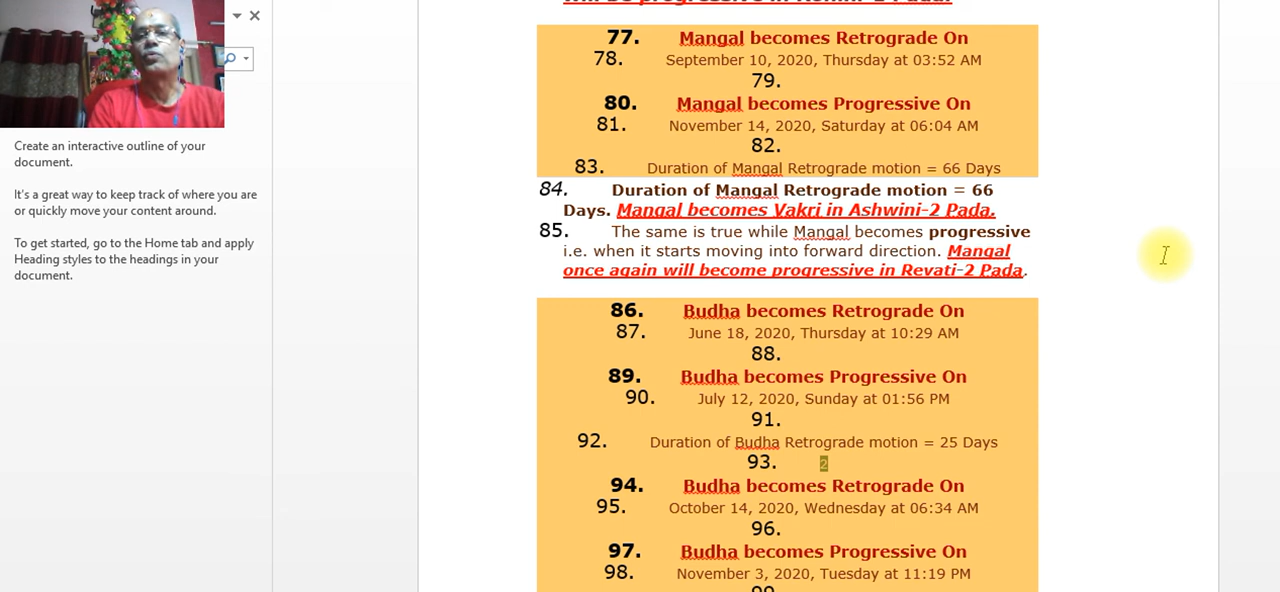 will be progressive in Ashini-2 Pada.
77. Mangal becomes Retrograde On
78. September 10, 2020, Thursday at 03:52 AM
79.
80. Mangal becomes Progressive On
81. November 14, 2020, Saturday at 06:04 AM
82.
83. Duration of Mangal Retrograde motion = 66 Days
84. Duration of Mangal Retrograde motion = 66
Days. Mangal becomes Vakri in Ashwini-2 Pada.
85. The same is true while Mangal becomes progressive
i.e. when it starts moving into forward direction. Mangal
once again will become progressive in Revati-2 Pada.
86. Budha becomes Retrograde On
87. June 18, 2020, Thursday at 10:29 AM
88.
89. Budha becomes Progressive On
90. July 12, 2020, Sunday at 01:56 PM
91.
92. Duration of Budha Retrograde motion = 25 Days
93. 2
94. Budha becomes Retrograde On
95. October 14, 2020, Wednesday at 06:34 AM
96.
97. Budha becomes Progressive On
98. November 3, 2020, Tuesday at 11:19 PM
Create an interactive outline of your
document.
It's a great way to keep track of where you are
or quickly move your content around.
To get started, go to the Home tab and apply
Heading styles to the headings in your
document.